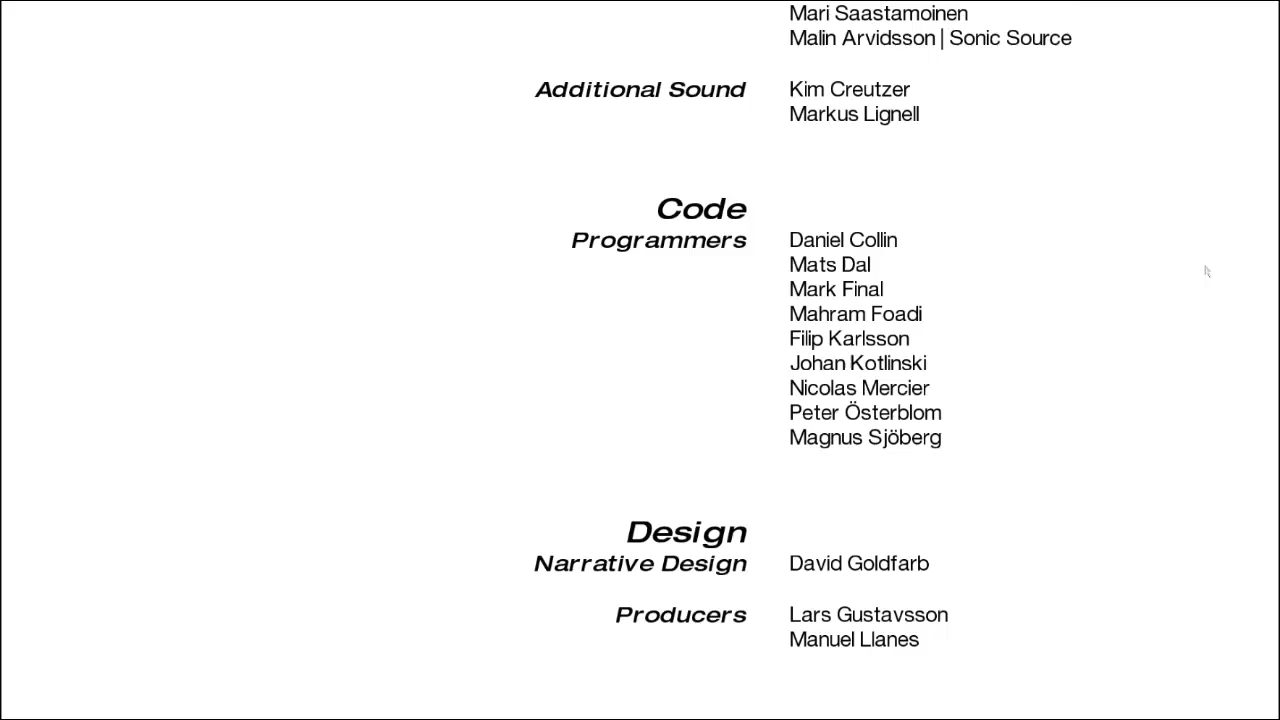 Mari Saastamoinen
Malin Arvidsson | Sonic Source
Additional Sound Kim Creutzer
Markus Lignell
Code
Programmers Daniel Collin
Mats Dal
Mark Final
Mahram Foadi
Filip Karlsson
Johan Kotlinski
Nicolas Mercier
Peter Österblom
Magnus Sjöberg
Design
Narrative Design David Goldfarb
Producers Lars Gustavsson
Manuel Llanes